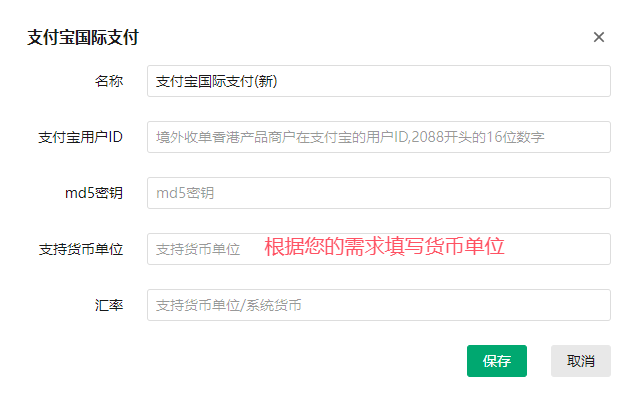 支付宝国际支付
名称 支付宝国际支付(新)
支付宝用户ID 境外收单香港产品商户在支付宝的用户ID,2088开头的16位数字
md5密钥 md5密钥
支持货币单位 支持货币单位 根据您的需求填写货币单位
汇率 支持货币单位/系统货币
保存 取消